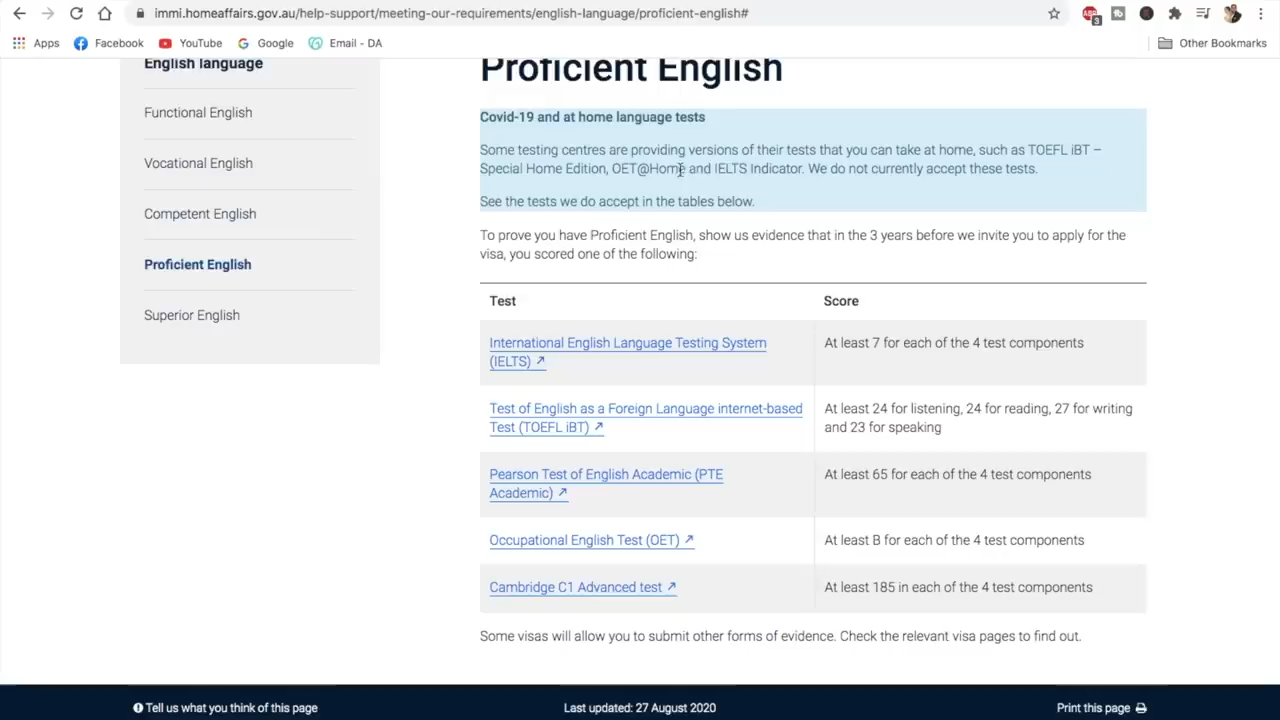 immi.homeaffairs.gov.au/help-support/meeting-our-requirements/english-language/proficient-english#
3
Apps Facebook YouTube Google Email - DA Other Bookmarks
English language
Functional English
Vocational English
Competent English
Proficient English
Superior English
Proficient English
Covid-19 and at home language tests
Some testing centres are providing versions of their tests that you can take at home, such as TOEFL iBT –
Special Home Edition, OET@Home and IELTS Indicator. We do not currently accept these tests.
See the tests we do accept in the tables below.
To prove you have Proficient English, show us evidence that in the 3 years before we invite you to apply for the
visa, you scored one of the following:
Test Score
International English Language Testing System
(IELTS)
At least 7 for each of the 4 test components
Test of English as a Foreign Language internet-based
Test (TOEFL iBT)
At least 24 for listening, 24 for reading, 27 for writing
and 23 for speaking
Pearson Test of English Academic (PTE
Academic)
At least 65 for each of the 4 test components
Occupational English Test (OET)
At least B for each of the 4 test components
Cambridge C1 Advanced test
At least 185 in each of the 4 test components
Some visas will allow you to submit other forms of evidence. Check the relevant visa pages to find out.
Tell us what you think of this page Last updated: 27 August 2020 Print this page